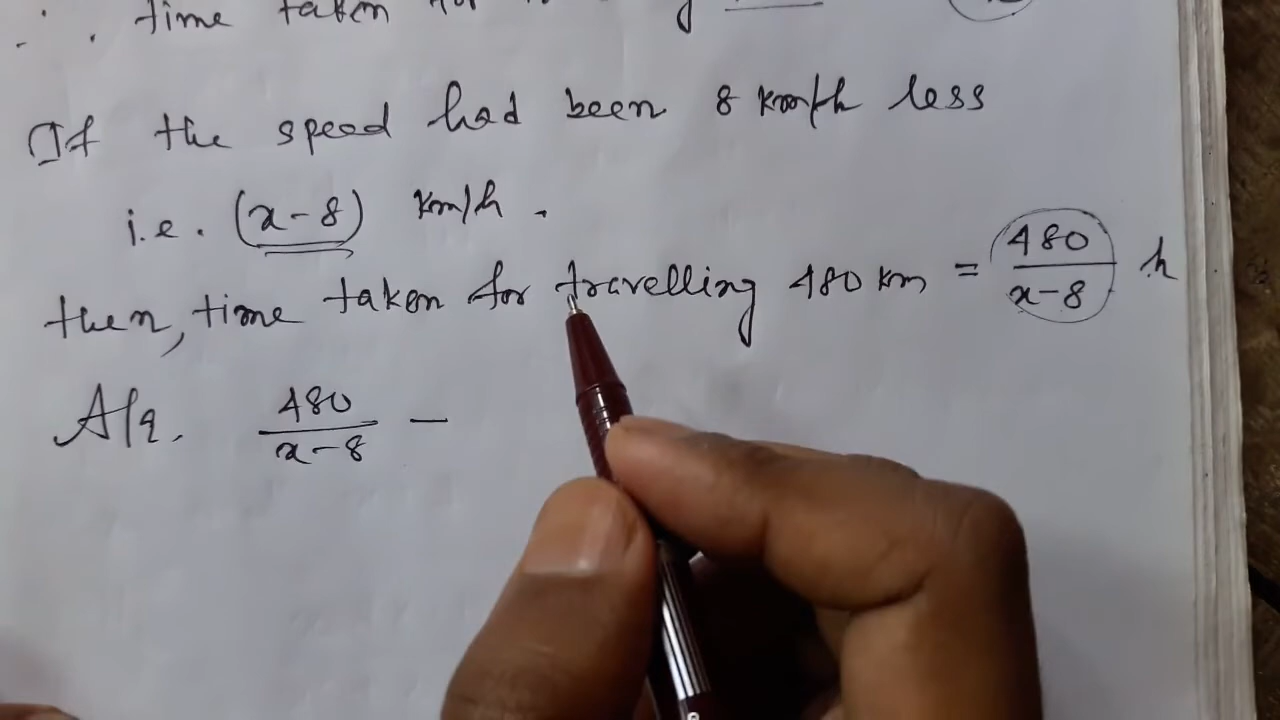 ∴ time taken for
If the speed had been 8 km/h less
i.e. (x-8) km/h.
then, time taken for travelling 480 km = 480/(x-8) h
A/q. 480/(x-8) -